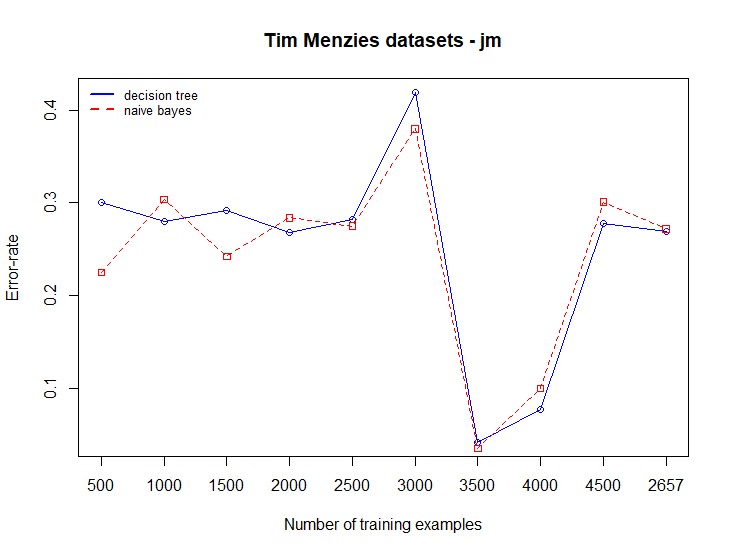 Tim Menzies datasets - jm
decision tree
naive bayes
0.4
0.3
0.2
0.1
Error-rate
500 1000 1500 2000 2500 3000 3500 4000 4500 2657
Number of training examples